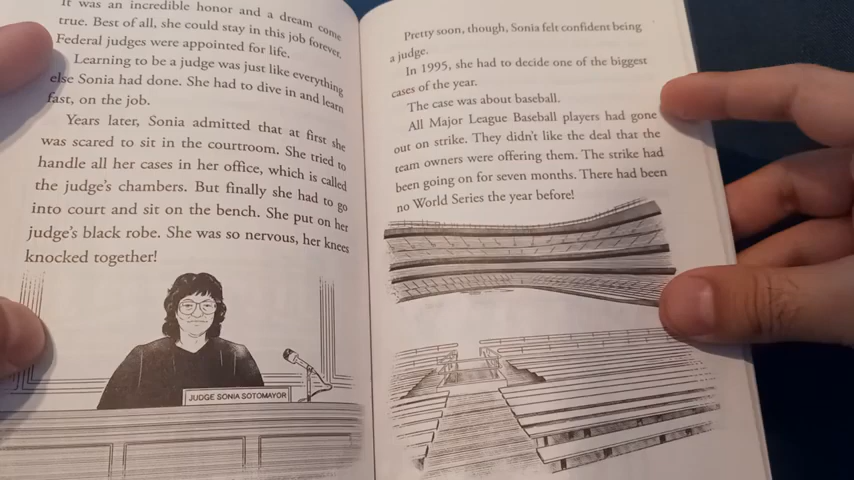 It was an incredible honor and a dream come
true. Best of all, she could stay in this job forever.
Federal judges were appointed for life.
Learning to be a judge was just like everything
else Sonia had done. She had to dive in and learn
fast, on the job.
Years later, Sonia admitted that at first she
was scared to sit in the courtroom. She tried to
handle all her cases in her office, which is called
the judge's chambers. But finally she had to go
into court and sit on the bench. She put on her
judge's black robe. She was so nervous, her knees
knocked together!
JUDGE SONIA SOTOMAYOR
Pretty soon, though, Sonia felt confident being
a judge.
In 1995, she had to decide one of the biggest
cases of the year.
The case was about baseball.
All Major League Baseball players had gone
out on strike. They didn't like the deal that the
team owners were offering them. The strike had
been going on for seven months. There had been
no World Series the year before!